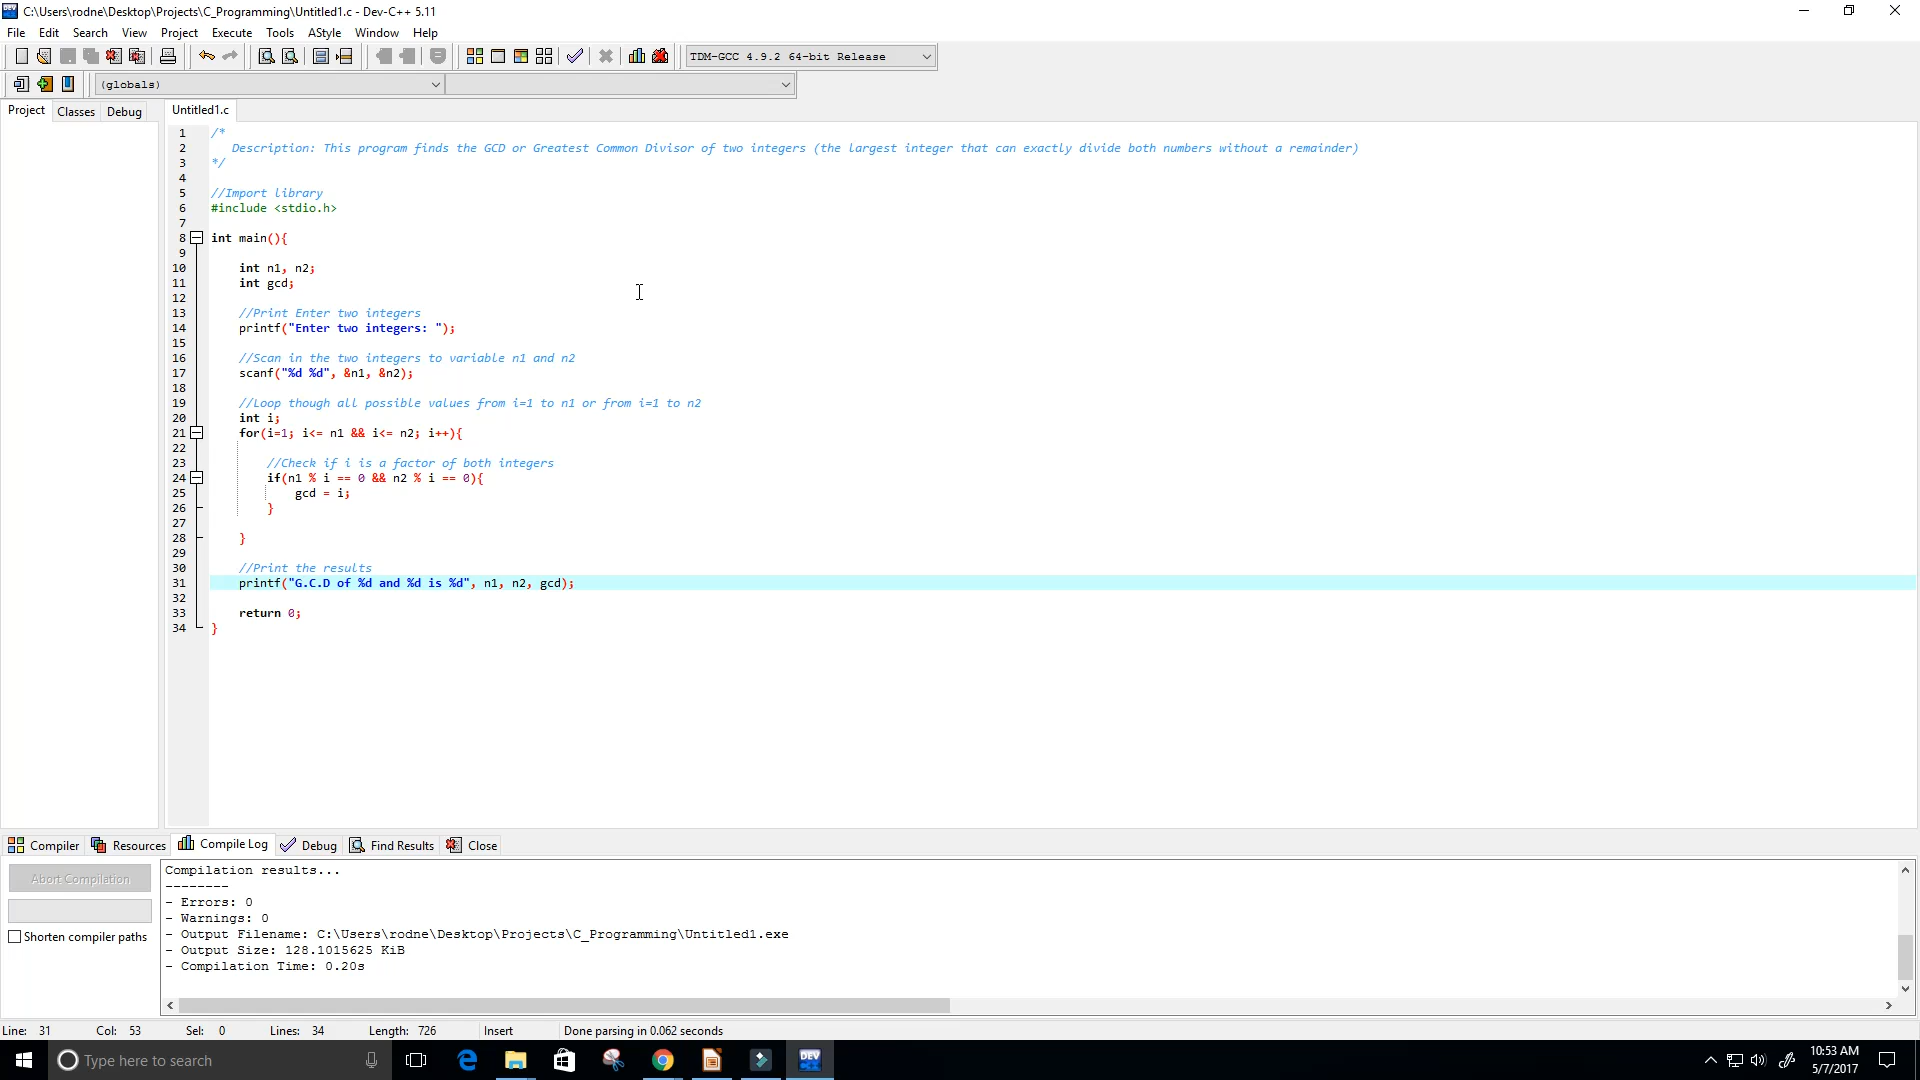 C:\Users\rodne\Desktop\Projects\C_Programming\Untitled1.c - Dev-C++ 5.11
File Edit Search View Project Execute Tools AStyle Window Help
TDM-GCC 4.9.2 64-bit Release
(globals)
Project Classes Debug Untitled1.c
1 /*
2 Description: This program finds the GCD or Greatest Common Divisor of two integers (the largest integer that can exactly divide both numbers without a remainder)
3 */
4
5 //Import library
6 #include <stdio.h>
7
8 int main(){
9
10 int n1, n2;
11 int gcd;
12
13 //Print Enter two integers
14 printf("Enter two integers: ");
15
16 //Scan in the two integers to variable n1 and n2
17 scanf("%d %d", &n1, &n2);
18
19 //Loop though all possible values from i=1 to n1 or from i=1 to n2
20 int i;
21 for(i=1; i<= n1 && i<= n2; i++){
22
23 //Check if i is a factor of both integers
24 if(n1 % i == 0 && n2 % i == 0){
25 gcd = i;
26 }
27
28 }
29
30 //Print the results
31 printf("G.C.D of %d and %d is %d", n1, n2, gcd);
32
33 return 0;
34 }
Compiler Resources Compile Log Debug Find Results Close
Abort Compilation
Shorten compiler paths
Compilation results...
--------
- Errors: 0
- Warnings: 0
- Output Filename: C:\Users\rodne\Desktop\Projects\C_Programming\Untitled1.exe
- Output Size: 128.1015625 KiB
- Compilation Time: 0.20s
Line: 31 Col: 53 Sel: 0 Lines: 34 Length: 726 Insert Done parsing in 0.062 seconds
Type here to search
DEV
10:53 AM
5/7/2017